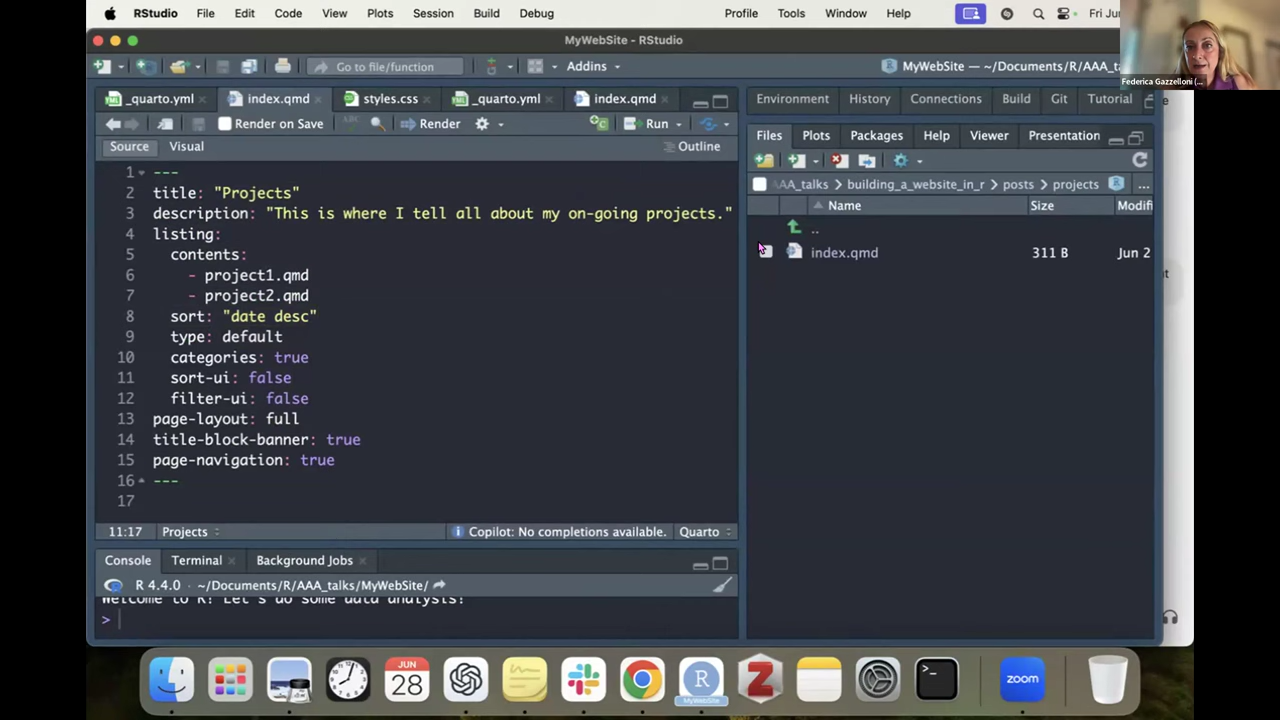 RStudio File Edit Code View Plots Session Build Debug Profile Tools Window Help Fri Jun
MyWebSite - RStudio
Go to file/function Addins MyWebSite — ~/Documents/R/AAA_ta
Federica Gazzelloni (...
_quarto.yml index.qmd styles.css _quarto.yml index.qmd
Render on Save Render Run
Source Visual Outline
1 ---
2 title: "Projects"
3 description: "This is where I tell all about my on-going projects."
4 listing:
5 contents:
6 - project1.qmd
7 - project2.qmd
8 sort: "date desc"
9 type: default
10 categories: true
11 sort-ui: false
12 filter-ui: false
13 page-layout: full
14 title-block-banner: true
15 page-navigation: true
16 ---
17
11:17 Projects Copilot: No completions available. Quarto
Console Terminal Background Jobs
R 4.4.0 · ~/Documents/R/AAA_talks/MyWebSite/
Welcome to R! Let's do some data analysis!
>
Environment History Connections Build Git Tutorial
Files Plots Packages Help Viewer Presentation
AA_talks building_a_website_in_r posts projects ...
Name Size Modifi
..
index.qmd 311 B Jun 2
JUN
28
R
MyWebSite
Z
zoom